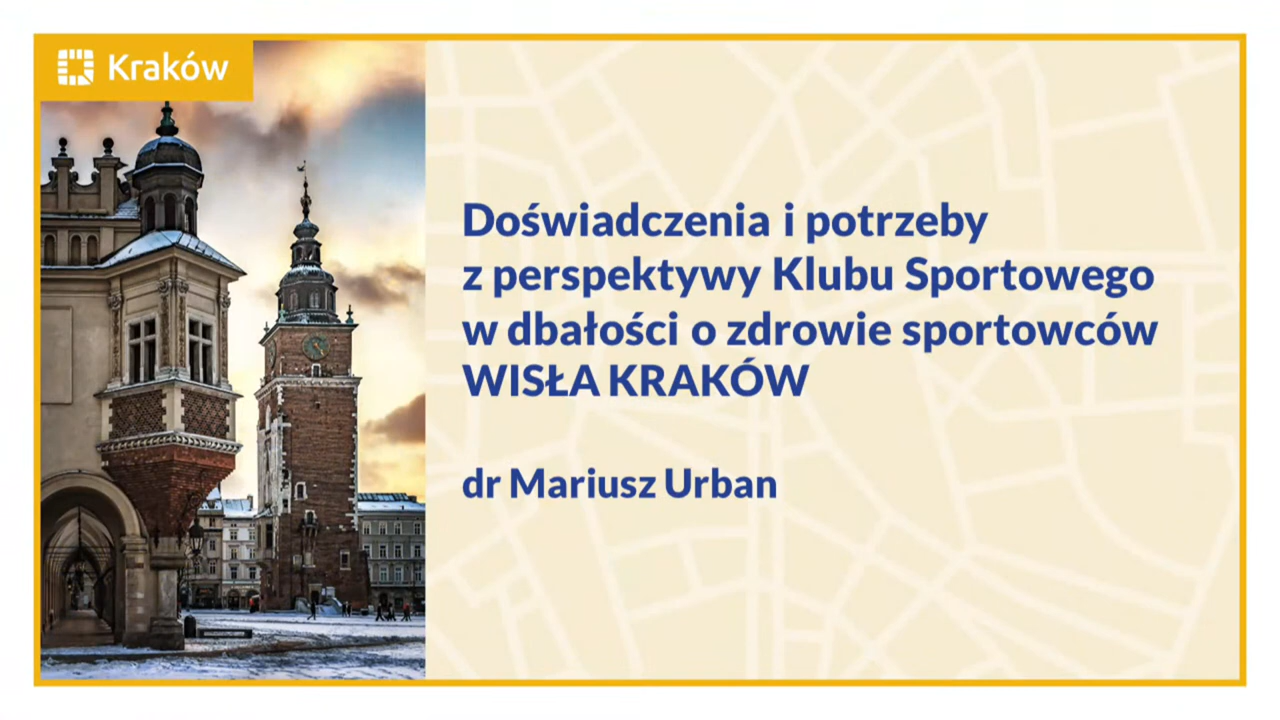 Kraków
Doświadczenia i potrzeby
z perspektywy Klubu Sportowego
w dbałości o zdrowie sportowców
WISŁA KRAKÓW
dr Mariusz Urban